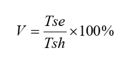 V = Tse/Tsh ×100%